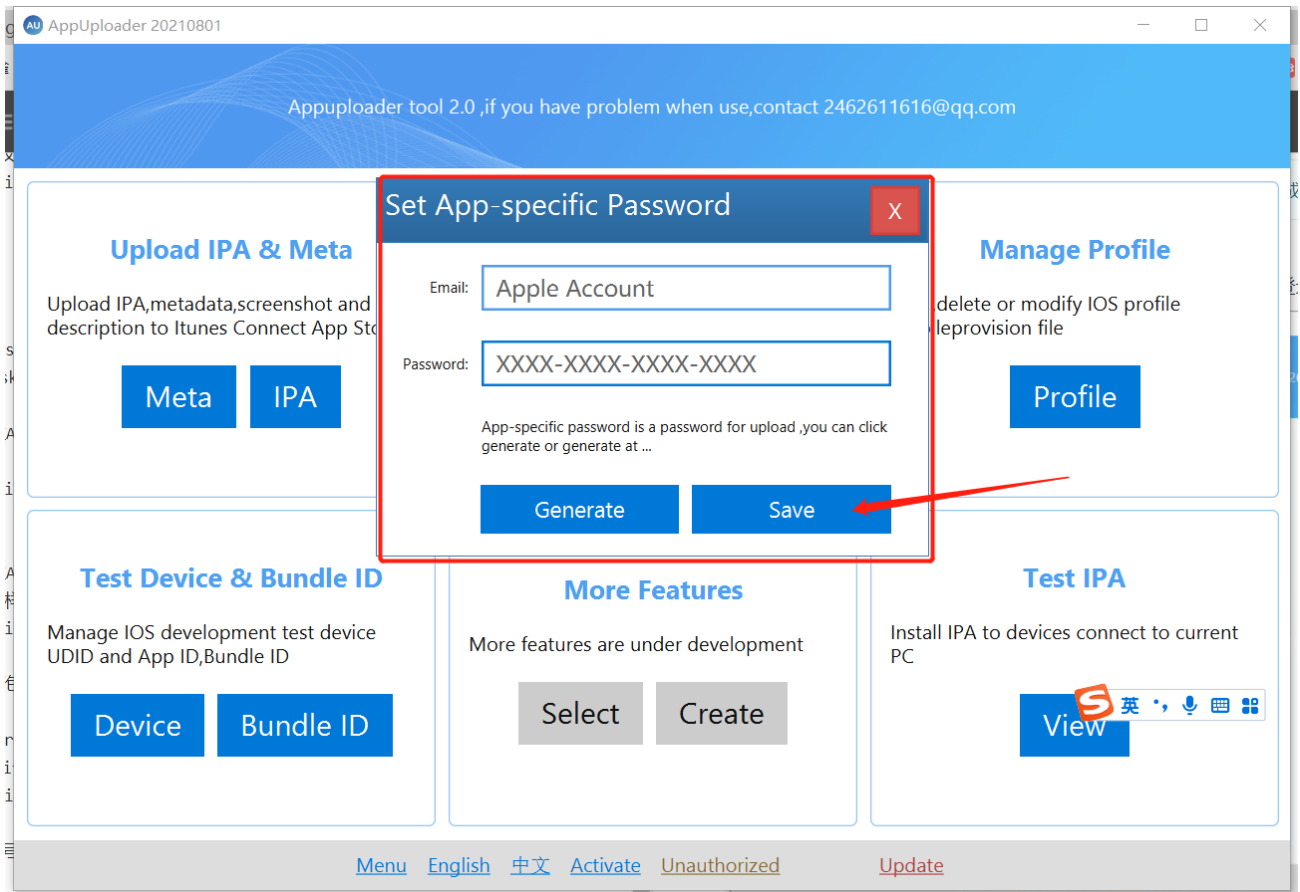 AU AppUploader 20210801
Appuploader tool 2.0 ,if you have problem when use,contact 2462611616@qq.com
Set App-specific Password
X
Email:
Apple Account
Password:
XXXX-XXXX-XXXX-XXXX
App-specific password is a password for upload ,you can click
generate or generate at ...
Generate
Save
Upload IPA & Meta
Upload IPA,metadata,screenshot and
description to Itunes Connect App
Meta
IPA
Manage Profile
,delete or modify IOS profile
leprovision file
Profile
Test Device & Bundle ID
Manage IOS development test device
UDID and App ID,Bundle ID
Device
Bundle ID
More Features
More features are under development
Select
Create
Test IPA
Install IPA to devices connect to current
PC
View
S 英
Menu English 中文 Activate Unauthorized Update